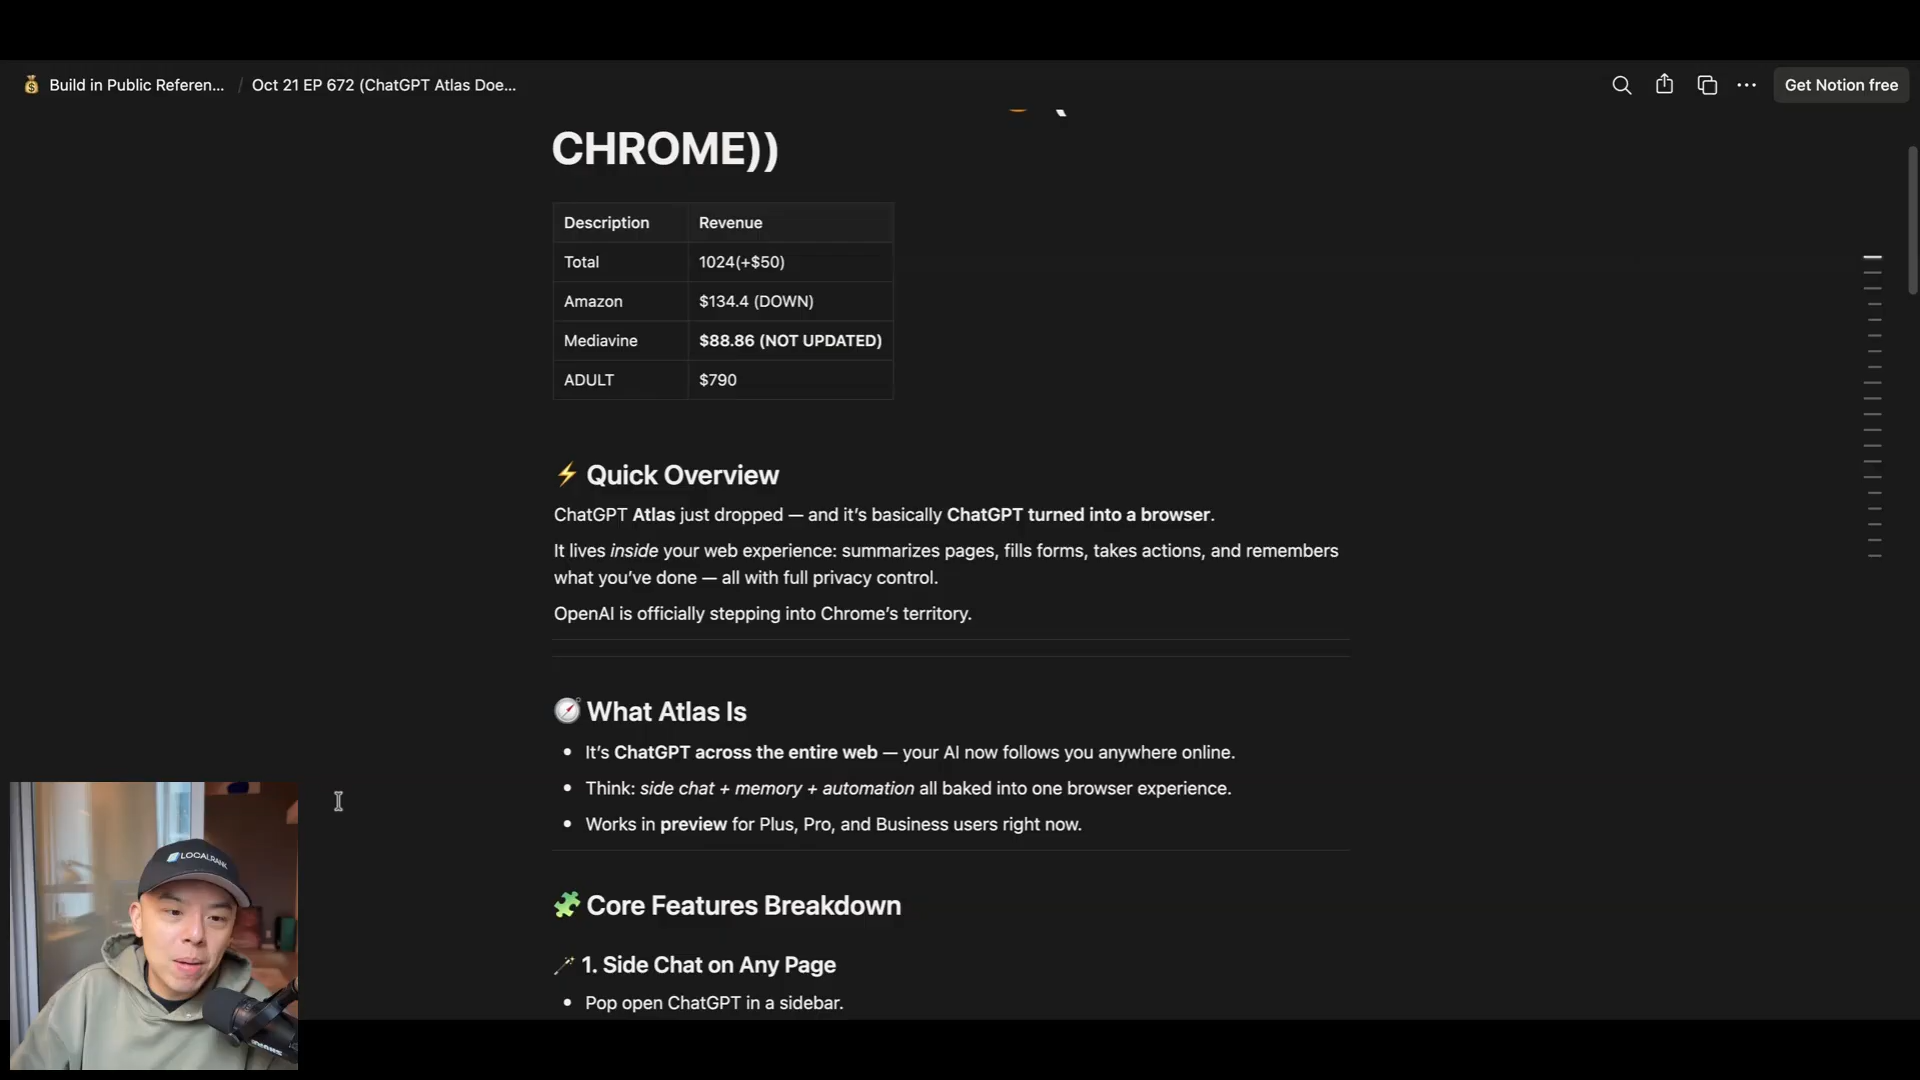 Build in Public Referen... / Oct 21 EP 672 (ChatGPT Atlas Doe...
Get Notion free
CHROME))
Description Revenue
Total 1024(+$50)
Amazon $134.4 (DOWN)
Mediavine $88.86 (NOT UPDATED)
ADULT $790
⚡ Quick Overview
ChatGPT Atlas just dropped — and it’s basically ChatGPT turned into a browser.
It lives inside your web experience: summarizes pages, fills forms, takes actions, and remembers
what you’ve done — all with full privacy control.
OpenAI is officially stepping into Chrome’s territory.
🧭 What Atlas Is
• It’s ChatGPT across the entire web — your AI now follows you anywhere online.
• Think: side chat + memory + automation all baked into one browser experience.
• Works in preview for Plus, Pro, and Business users right now.
🧩 Core Features Breakdown
🪄 1. Side Chat on Any Page
• Pop open ChatGPT in a sidebar.
LOCALRANK